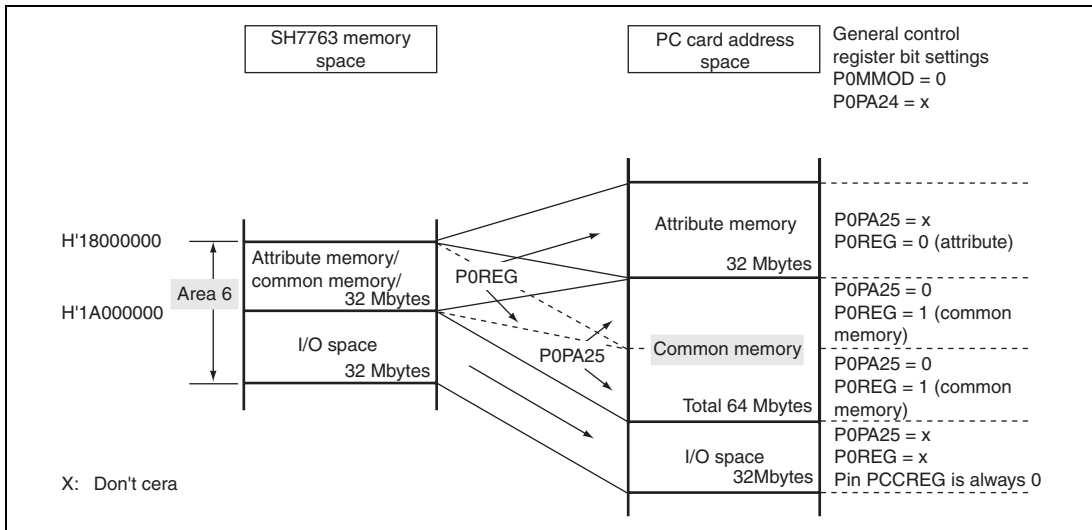 SH7763 memory
space
PC card address
space
General control
register bit settings
P0MMOD = 0
P0PA24 = x
H'18000000
Area 6
H'1A000000
Attribute memory/
common memory/
32 Mbytes
I/O space
32 Mbytes
P0REG
P0PA25
Attribute memory
32 Mbytes
Common memory
Total 64 Mbytes
I/O space
32Mbytes
P0PA25 = x
P0REG = 0 (attribute)
P0PA25 = 0
P0REG = 1 (common
memory)
P0PA25 = 0
P0REG = 1 (common
memory)
P0PA25 = x
P0REG = x
Pin PCCREG is always 0
X: Don't cera